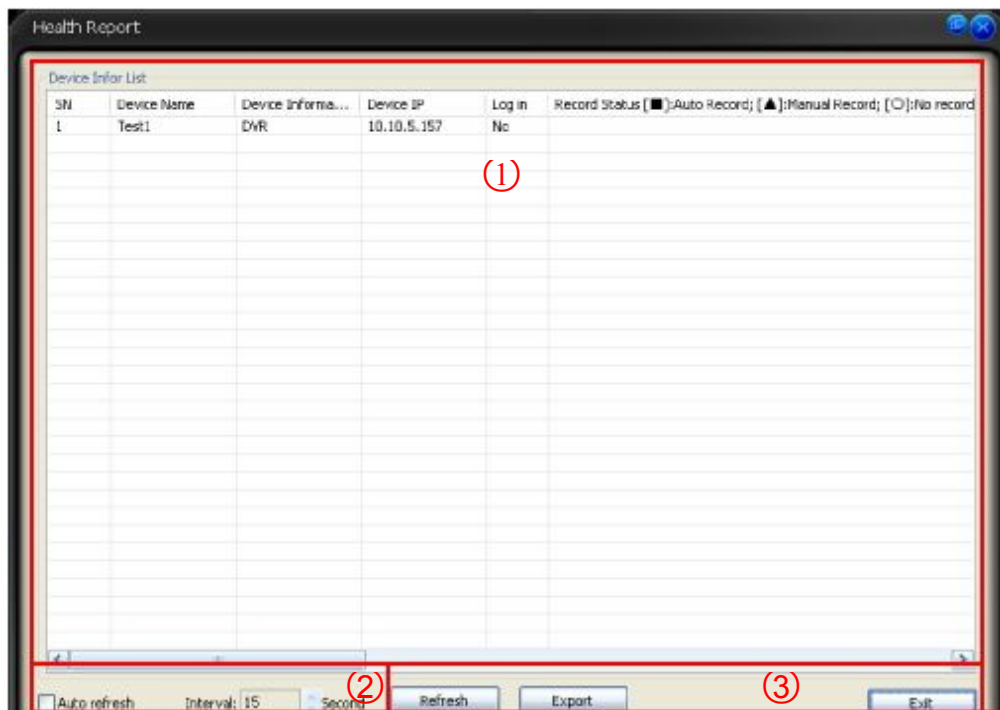 Health Report
Device Infor List
SN Device Name Device Informa... Device IP Log in Record Status [■]:Auto Record; [▲]:Manual Record; [○]:No record
1 Test1 DVR 10.10.5.157 No
①
②
③
Auto refresh Interval: 15 Second Refresh Export Exit